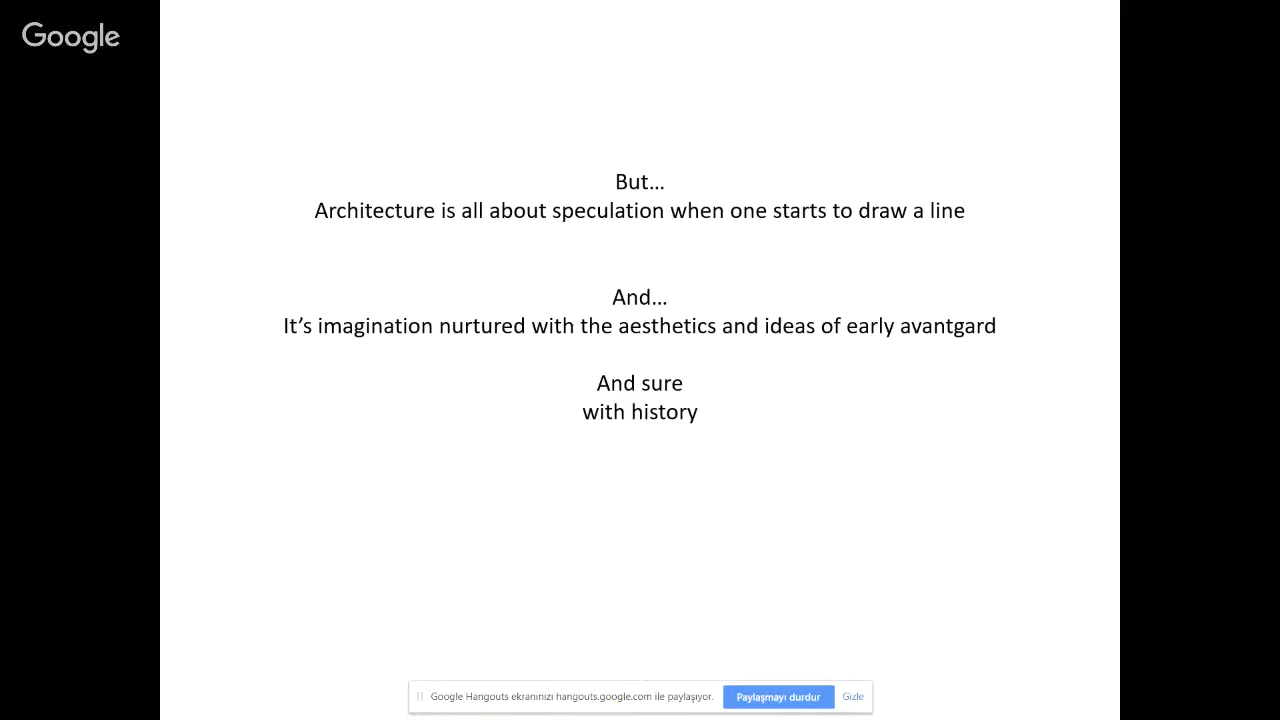 Google
But...
Architecture is all about speculation when one starts to draw a line
And...
It’s imagination nurtured with the aesthetics and ideas of early avantgard
And sure
with history
Google Hangouts ekranınızı hangouts.google.com ile paylaşıyor.
Paylaşmayı durdur
Gizle